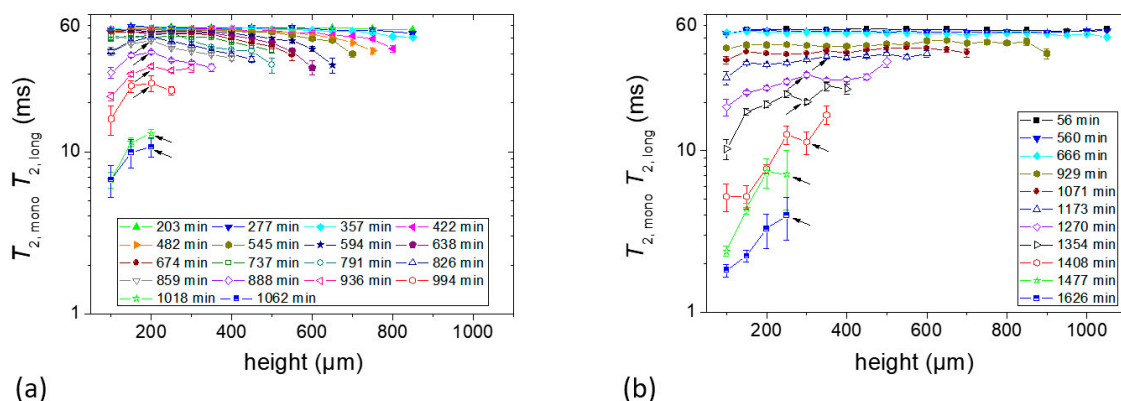 60
10
1
T2, mono T2, long (ms)
200 400 600 800 1000
height (µm)
203 min 277 min 357 min 422 min
482 min 545 min 594 min 638 min
674 min 737 min 791 min 826 min
859 min 888 min 936 min 994 min
1018 min 1062 min
(a)
60
10
1
T2, mono T2, long (ms)
200 400 600 800 1000
height (µm)
56 min
560 min
666 min
929 min
1071 min
1173 min
1270 min
1354 min
1408 min
1477 min
1626 min
(b)